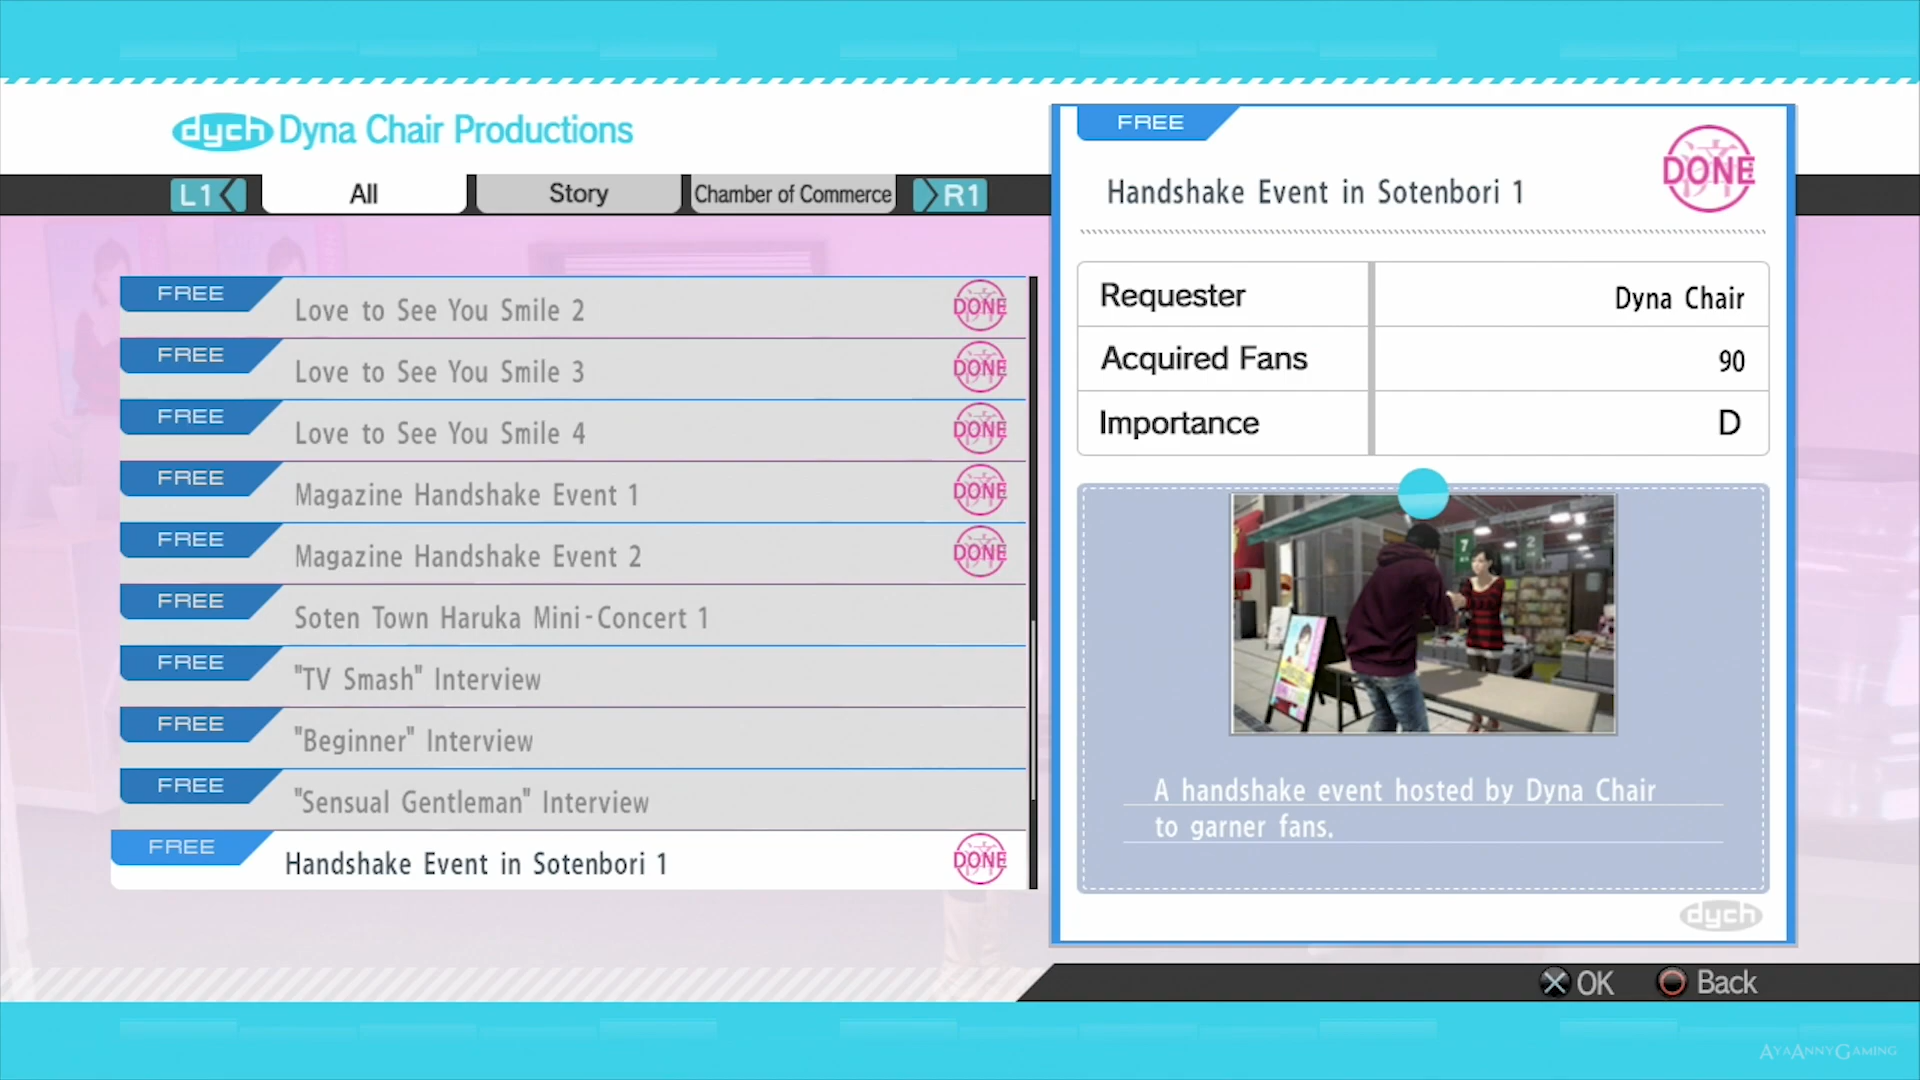 dych Dyna Chair Productions
L1 All Story Chamber of Commerce R1
FREE Love to See You Smile 2 DONE
FREE Love to See You Smile 3 DONE
FREE Love to See You Smile 4 DONE
FREE Magazine Handshake Event 1 DONE
FREE Magazine Handshake Event 2 DONE
FREE Soten Town Haruka Mini-Concert 1
FREE "TV Smash" Interview
FREE "Beginner" Interview
FREE "Sensual Gentleman" Interview
FREE Handshake Event in Sotenbori 1 DONE
FREE
Handshake Event in Sotenbori 1 DONE
Requester Dyna Chair
Acquired Fans 90
Importance D
7 2
A handshake event hosted by Dyna Chair
to garner fans.
dych
OK Back
AyaAnnyGaming